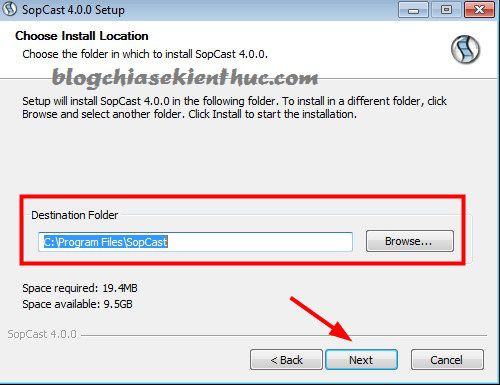 SopCast 4.0.0 Setup
Choose Install Location
Choose the folder in which to install SopCast 4.0.0.
blogchiasekienthuc.com
Setup will install SopCast 4.0.0 in the following folder. To install in a different folder, click
Browse and select another folder. Click Install to start the installation.
Destination Folder
C:\Program Files\SopCast
Browse...
Space required: 19.4MB
Space available: 9.5GB
SopCast 4.0.0
< Back Next Cancel